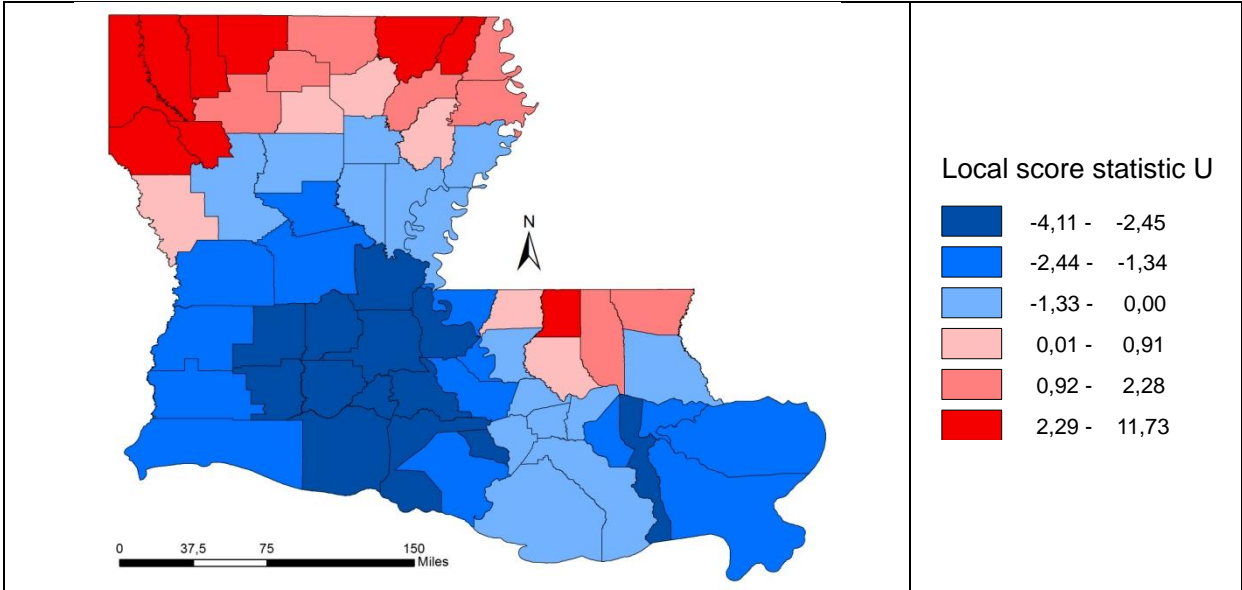 N
0 37,5 75 150
Miles
Local score statistic U
-4,11 - -2,45
-2,44 - -1,34
-1,33 - 0,00
0,01 - 0,91
0,92 - 2,28
2,29 - 11,73